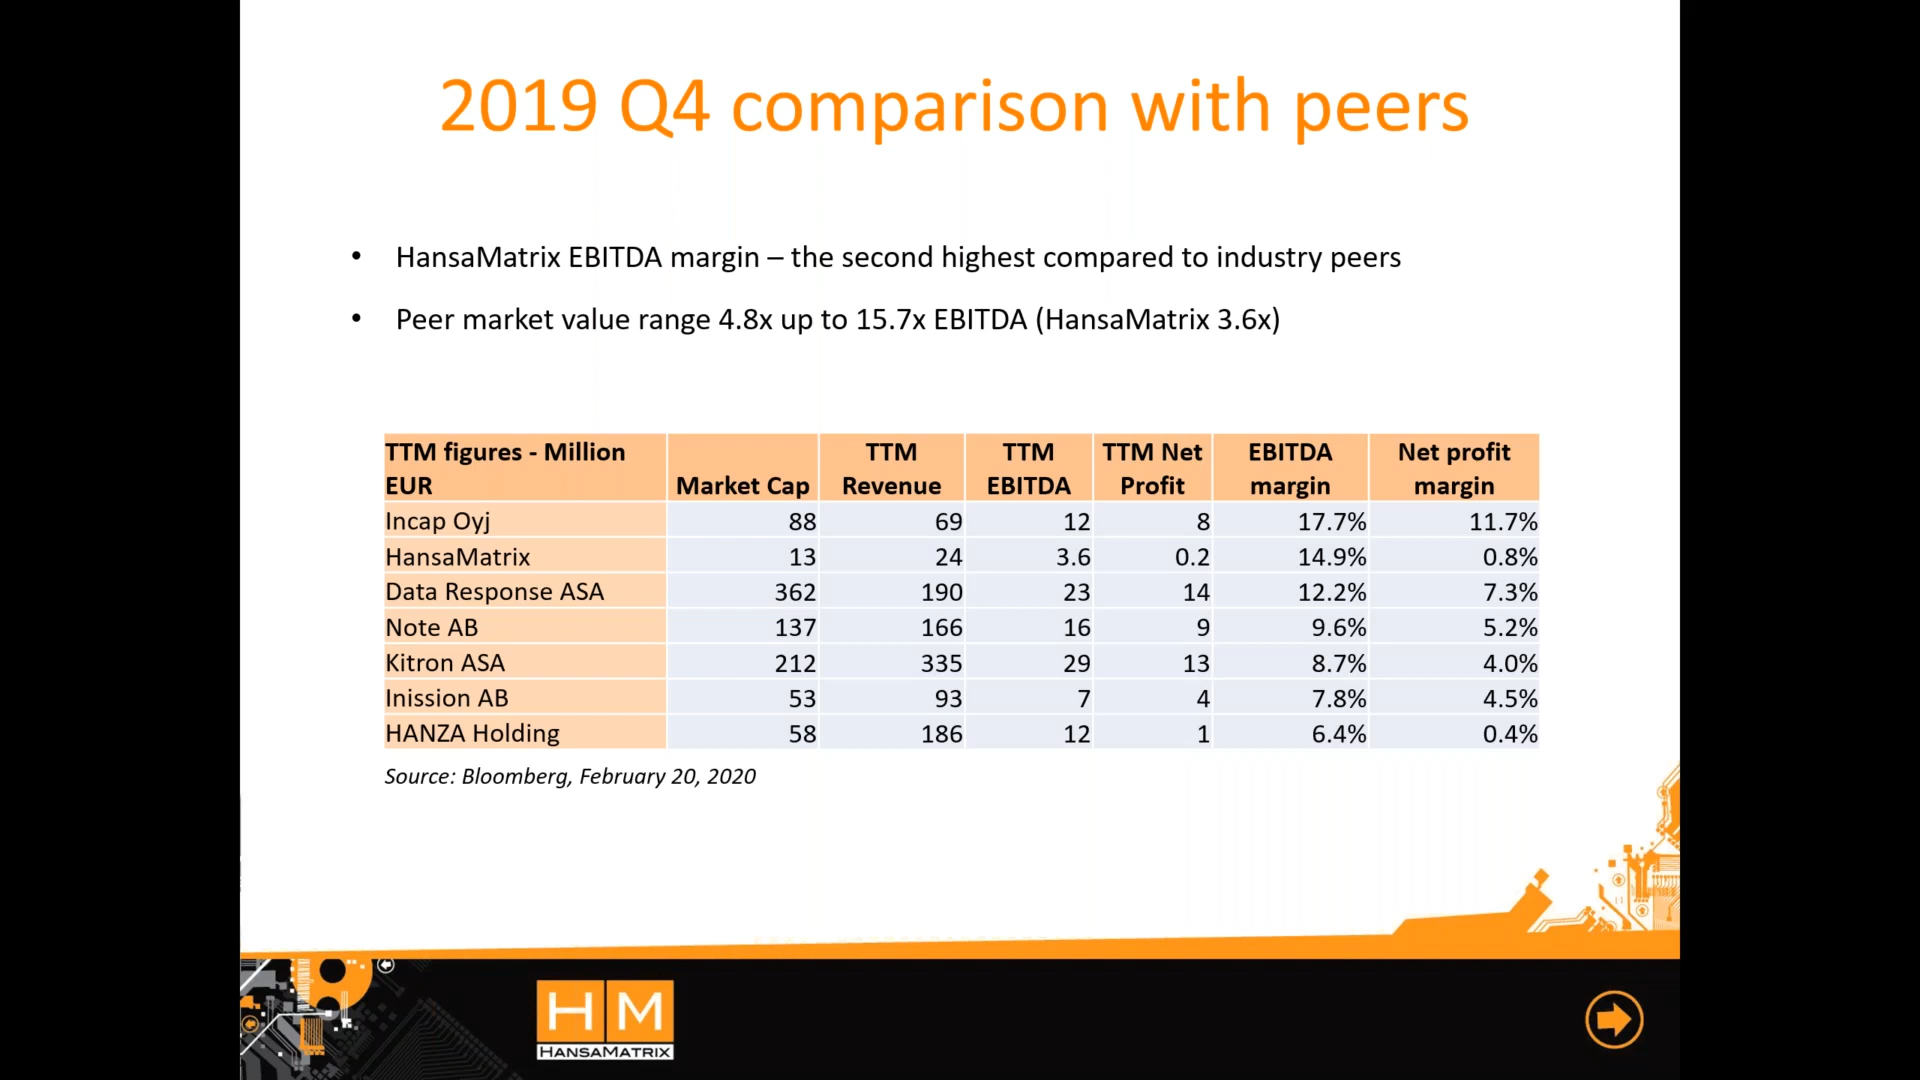 2019 Q4 comparison with peers
• HansaMatrix EBITDA margin – the second highest compared to industry peers
• Peer market value range 4.8x up to 15.7x EBITDA (HansaMatrix 3.6x)
TTM figures - Million EUR Market Cap TTM Revenue TTM EBITDA TTM Net Profit EBITDA margin Net profit margin
Incap Oyj 88 69 12 8 17.7% 11.7%
HansaMatrix 13 24 3.6 0.2 14.9% 0.8%
Data Response ASA 362 190 23 14 12.2% 7.3%
Note AB 137 166 16 9 9.6% 5.2%
Kitron ASA 212 335 29 13 8.7% 4.0%
Inission AB 53 93 7 4 7.8% 4.5%
HANZA Holding 58 186 12 1 6.4% 0.4%
Source: Bloomberg, February 20, 2020
HM
HANSAMATRIX